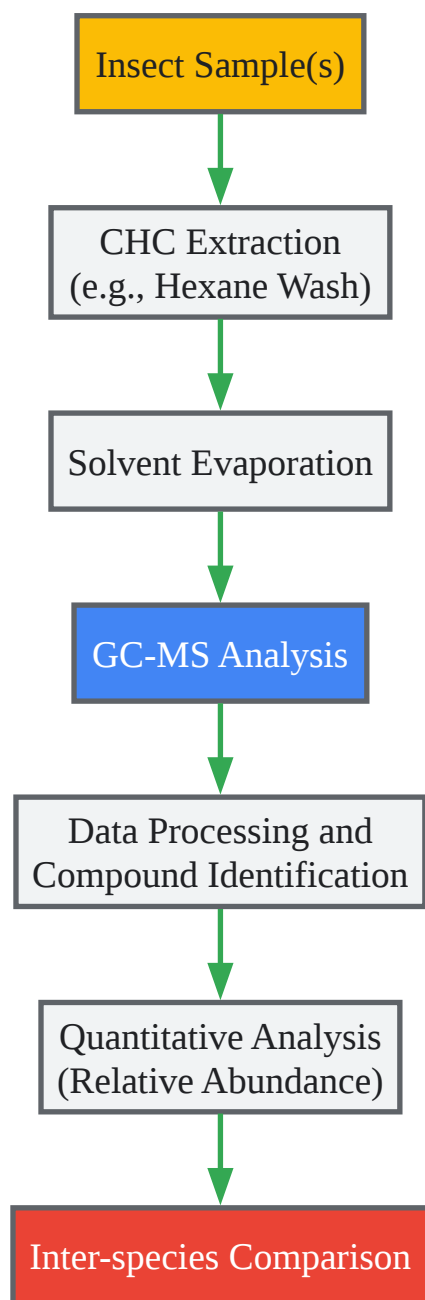 Insect Sample(s)
CHC Extraction
(e.g., Hexane Wash)
Solvent Evaporation
GC-MS Analysis
Data Processing and
Compound Identification
Quantitative Analysis
(Relative Abundance)
Inter-species Comparison